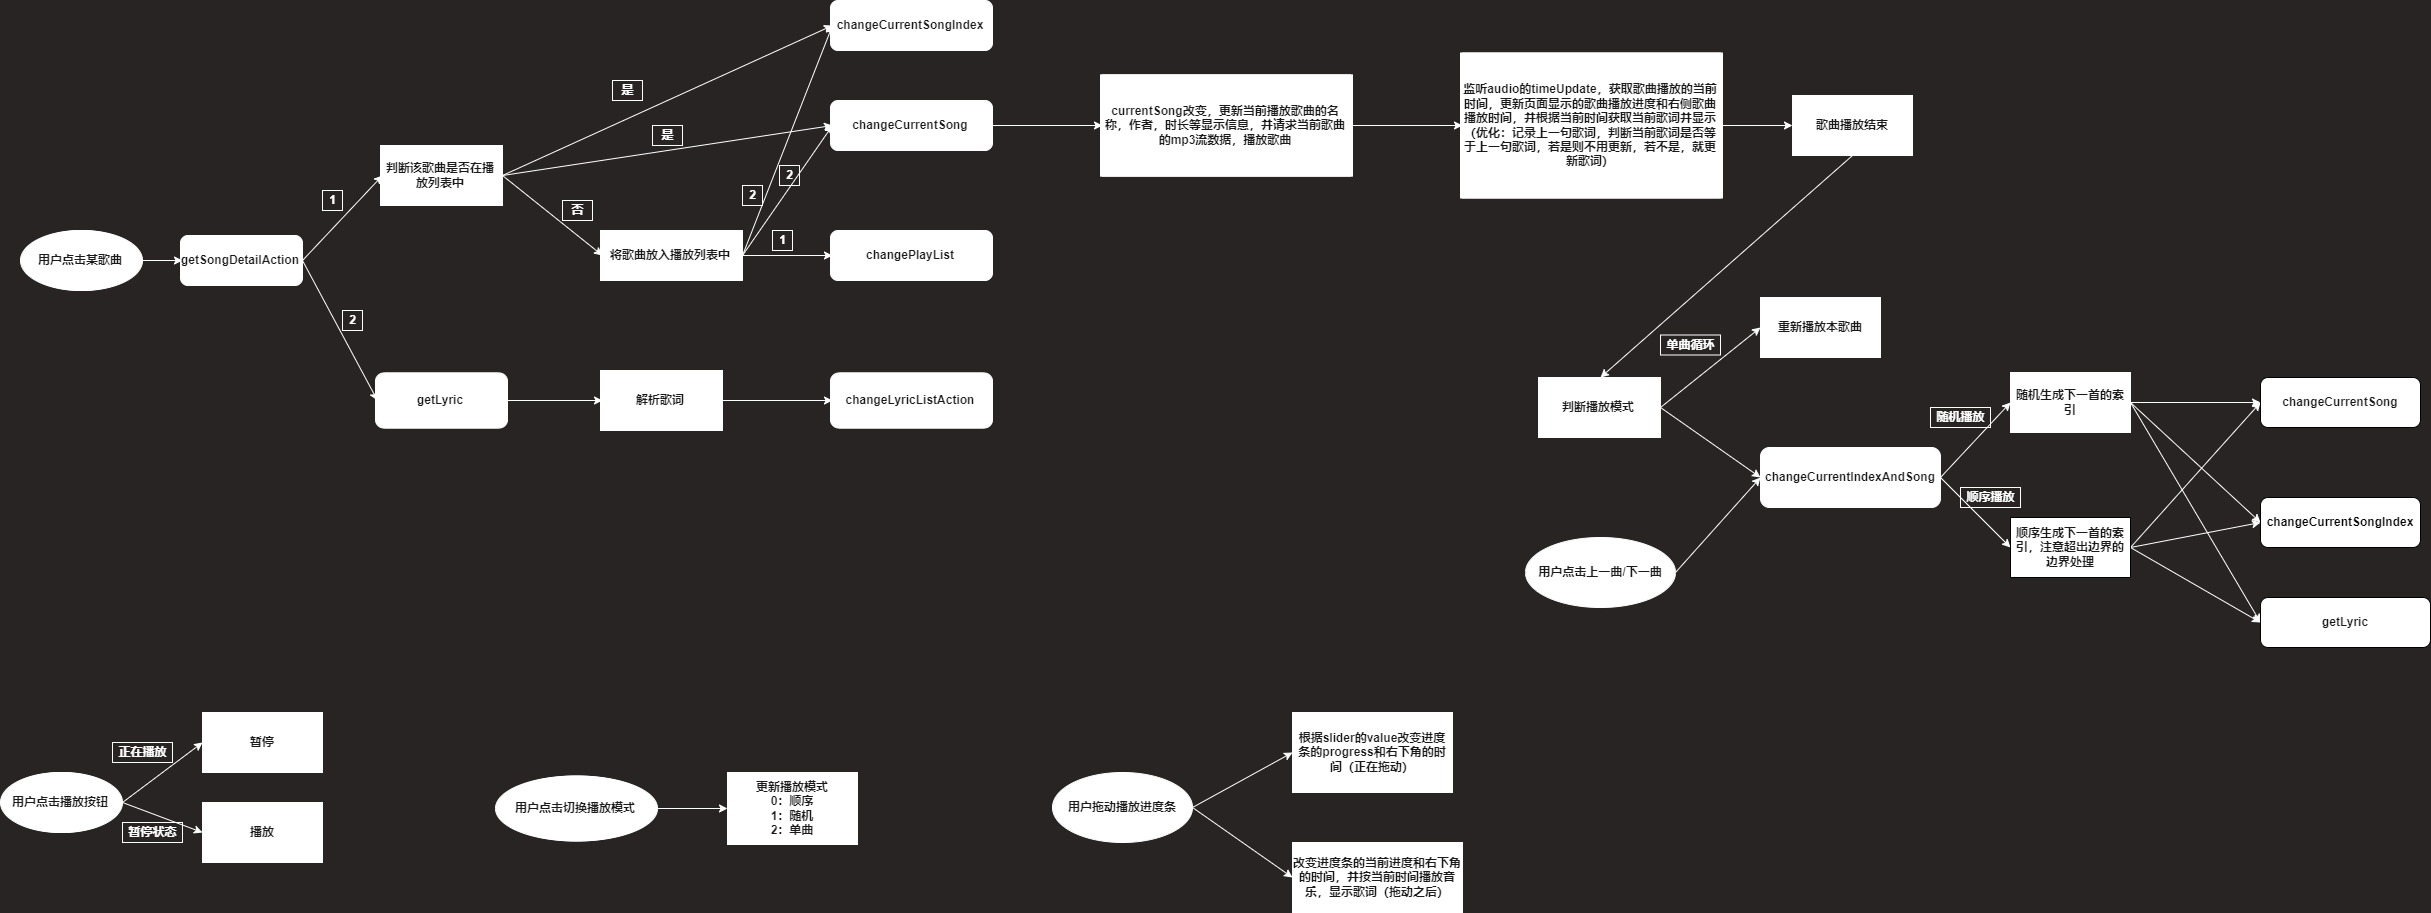 changeCurrentSongIndex
是
changeCurrentSong
是
判断该歌曲是否在播
放列表中
1
2
2
否
用户点击某歌曲
getSongDetailAction
将歌曲放入播放列表中
1
changePlayList
2
getLyric
解析歌词
changeLyricListAction
currentSong改变，更新当前播放歌曲的名
称，作者，时长等显示信息，并请求当前歌曲
的mp3流数据，播放歌曲
监听audio的timeUpdate，获取歌曲播放的当前
时间，更新页面显示的歌曲播放进度和右侧歌曲
播放时间，并根据当前时间获取当前歌词并显示
（优化：记录上一句歌词，判断当前歌词是否等
于上一句歌词，若是则不用更新，若不是，就更
新歌词）
歌曲播放结束
单曲循环
重新播放本歌曲
判断播放模式
changeCurrentIndexAndSong
用户点击上一曲/下一曲
随机播放
随机生成下一首的索
引
顺序播放
顺序生成下一首的索
引，注意超出边界的
边界处理
changeCurrentSong
changeCurrentSongIndex
getLyric
正在播放
暂停
用户点击播放按钮
暂停状态
播放
用户点击切换播放模式
更新播放模式
0：顺序
1：随机
2：单曲
用户拖动播放进度条
根据slider的value改变进度
条的progress和右下角的时
间（正在拖动）
改变进度条的当前进度和右下角
的时间，并按当前时间播放音
乐，显示歌词（拖动之后）